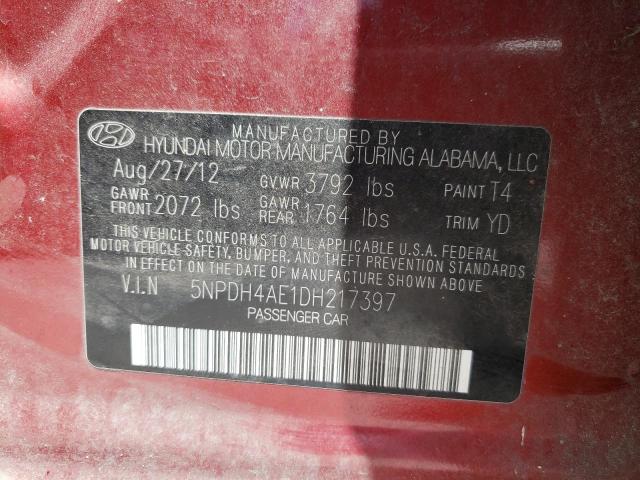 MANUFACTURED BY
HYUNDAI MOTOR MANUFACTURING ALABAMA, LLC
Aug/27/12 GVWR 3792 lbs PAINT T4
GAWR FRONT 2072 lbs GAWR REAR 1764 lbs TRIM YD
THIS VEHICLE CONFORMS TO ALL APPLICABLE U.S.A. FEDERAL
MOTOR VEHICLE SAFETY, BUMPER, AND THEFT PREVENTION STANDARDS
IN EFFECT ON THE DATE OF MANUFACTURE SHOWN ABOVE
V.I.N 5NPDH4AE1DH217397
PASSENGER CAR